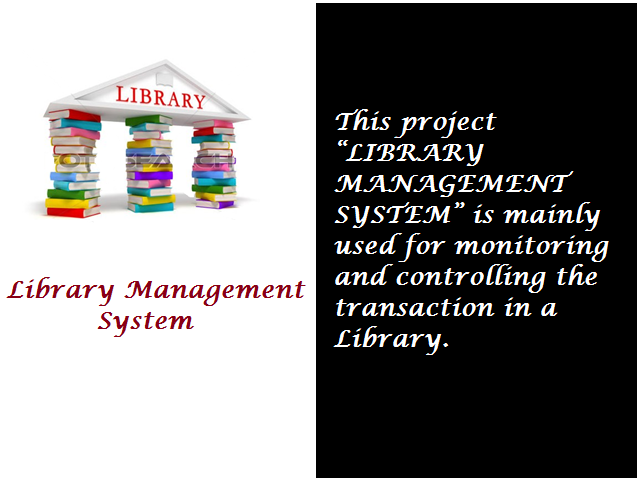 LIBRARY
Library Management
System
This project
“LIBRARY
MANAGEMENT
SYSTEM” is mainly
used for monitoring
and controlling the
transaction in a
Library.